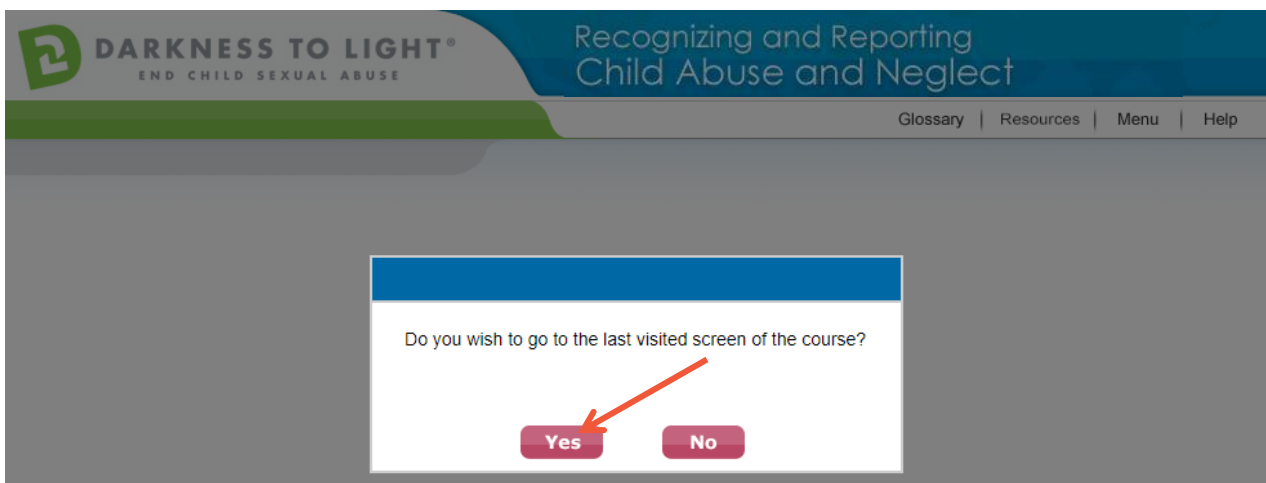 DARKNESS TO LIGHT®
END CHILD SEXUAL ABUSE
Recognizing and Reporting
Child Abuse and Neglect
Glossary | Resources | Menu | Help
Do you wish to go to the last visited screen of the course?
Yes No